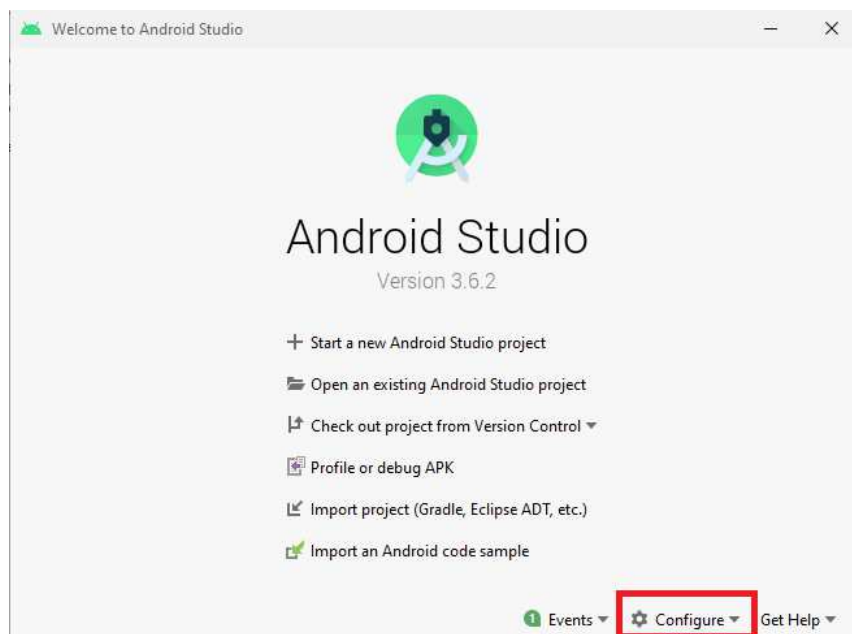 Welcome to Android Studio
Android Studio
Version 3.6.2
Start a new Android Studio project
Open an existing Android Studio project
Check out project from Version Control
Profile or debug APK
Import project (Gradle, Eclipse ADT, etc.)
Import an Android code sample
1 Events Configure Get Help